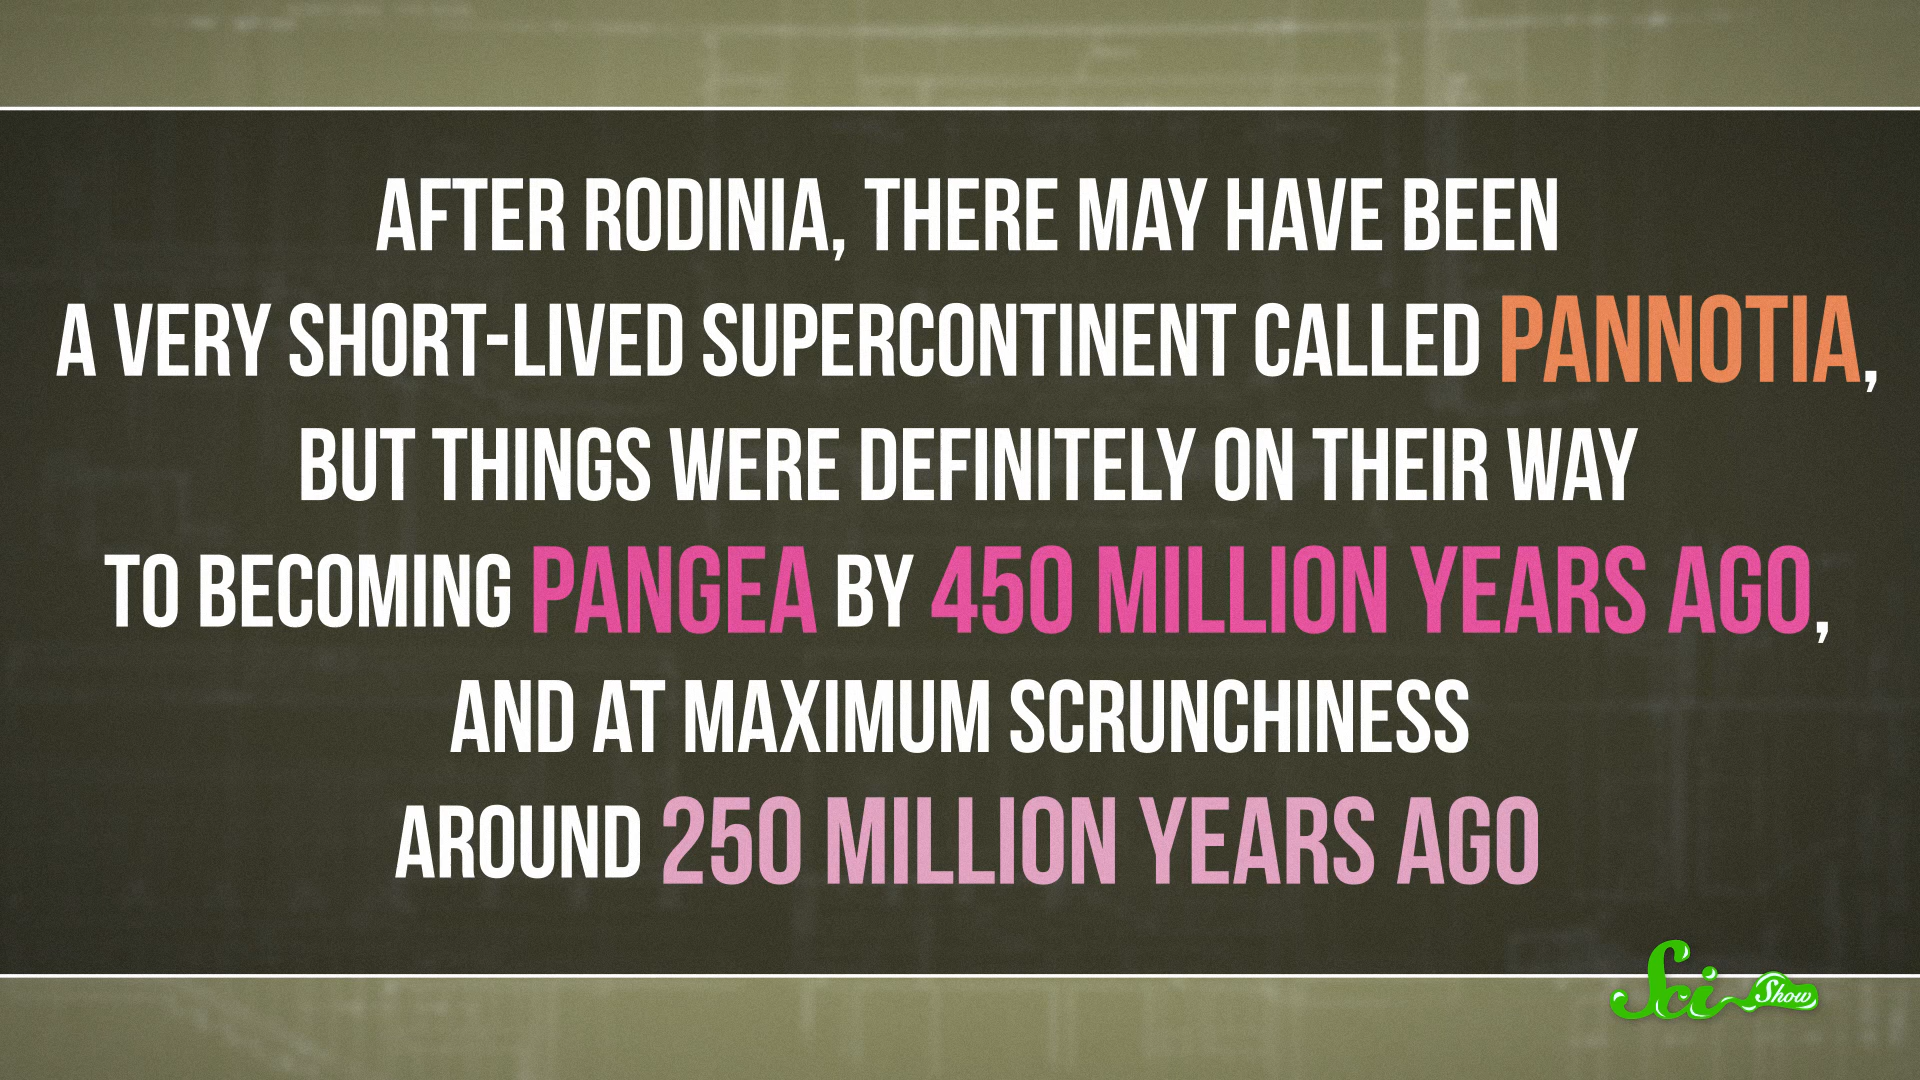 AFTER RODINIA, THERE MAY HAVE BEEN
A VERY SHORT-LIVED SUPERCONTINENT CALLED PANNOTIA,
BUT THINGS WERE DEFINITELY ON THEIR WAY
TO BECOMING PANGEA BY 450 MILLION YEARS AGO,
AND AT MAXIMUM SCRUNCHINESS
AROUND 250 MILLION YEARS AGO
Sci Show